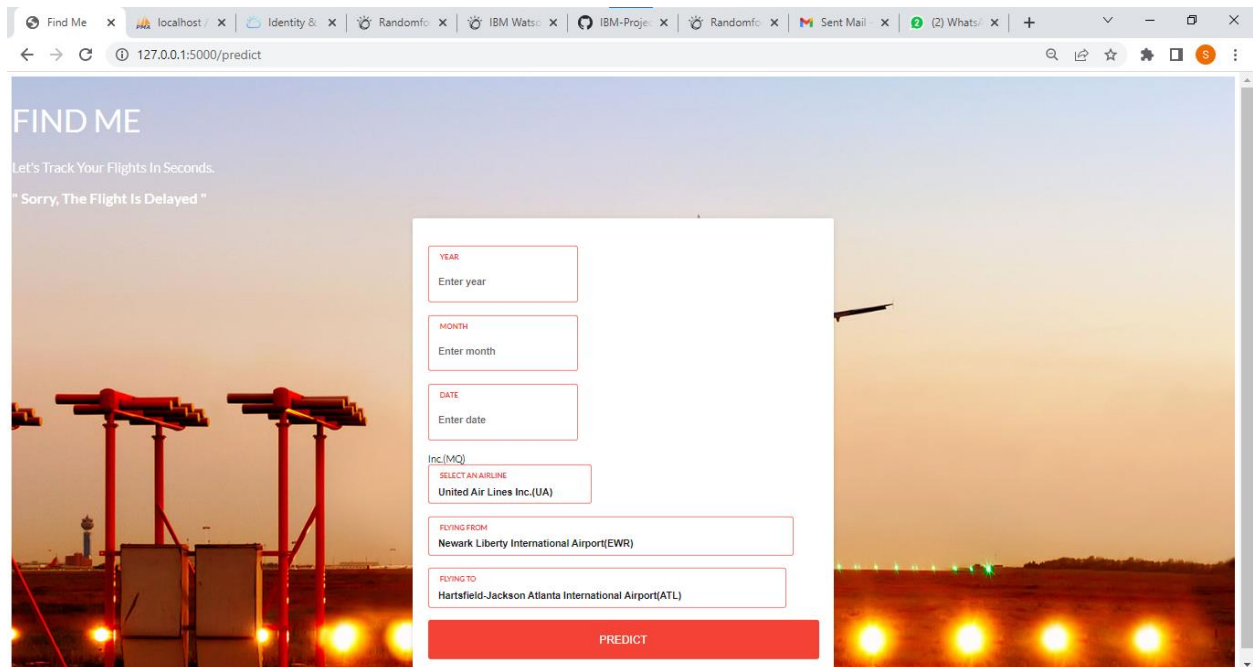 Find Me
localhost /
Identity &
Randomfo
IBM Watso
IBM-Projec
Randomfo
Sent Mail -
(2) WhatsA
127.0.0.1:5000/predict
S
FIND ME
Let's Track Your Flights In Seconds.
" Sorry, The Flight Is Delayed "
YEAR
Enter year
MONTH
Enter month
DATE
Enter date
Inc.(MQ)
SELECT AN AIRLINE
United Air Lines Inc.(UA)
FLYING FROM
Newark Liberty International Airport(EWR)
FLYING TO
Hartsfield-Jackson Atlanta International Airport(ATL)
PREDICT